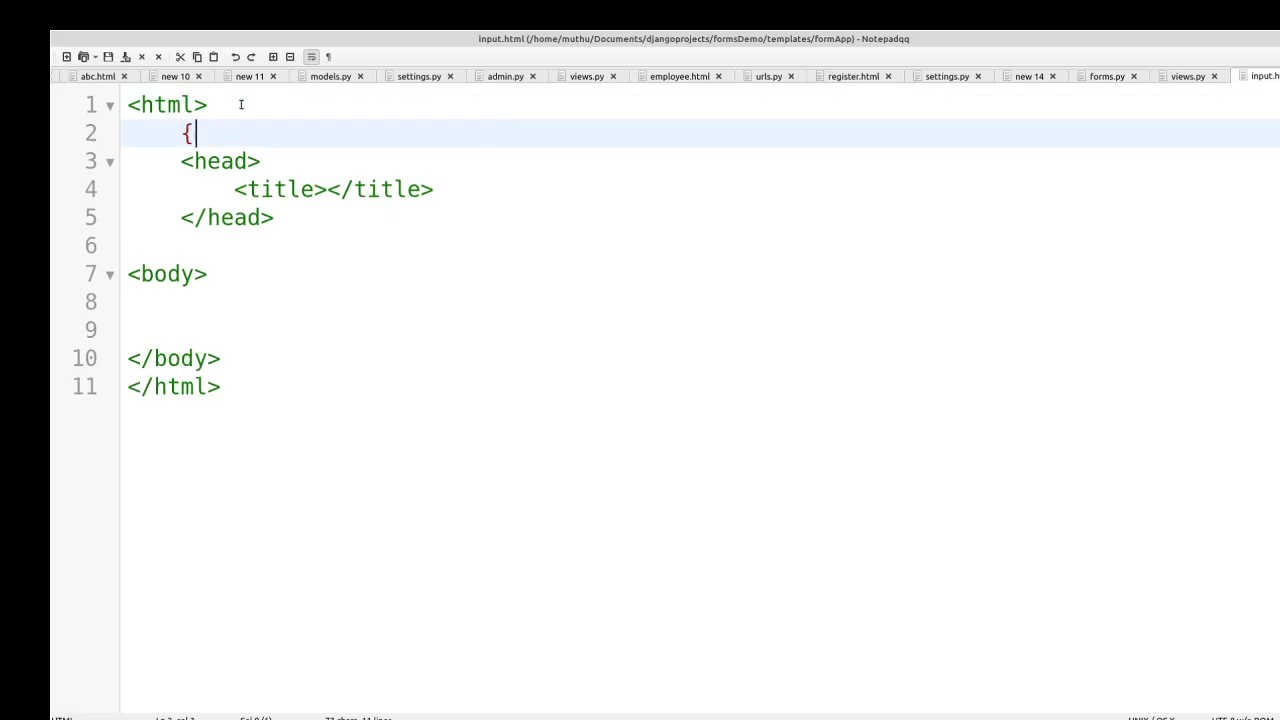 input.html (/home/muthu/Documents/djangoprojects/formsDemo/templates/formApp) - Notepadqq
abc.html new 10 new 11 models.py settings.py admin.py views.py employee.html urls.py register.html settings.py new 14 forms.py views.py input.h
1 <html>
2 {
3 <head>
4 <title></title>
5 </head>
6
7 <body>
8
9
10 </body>
11 </html>